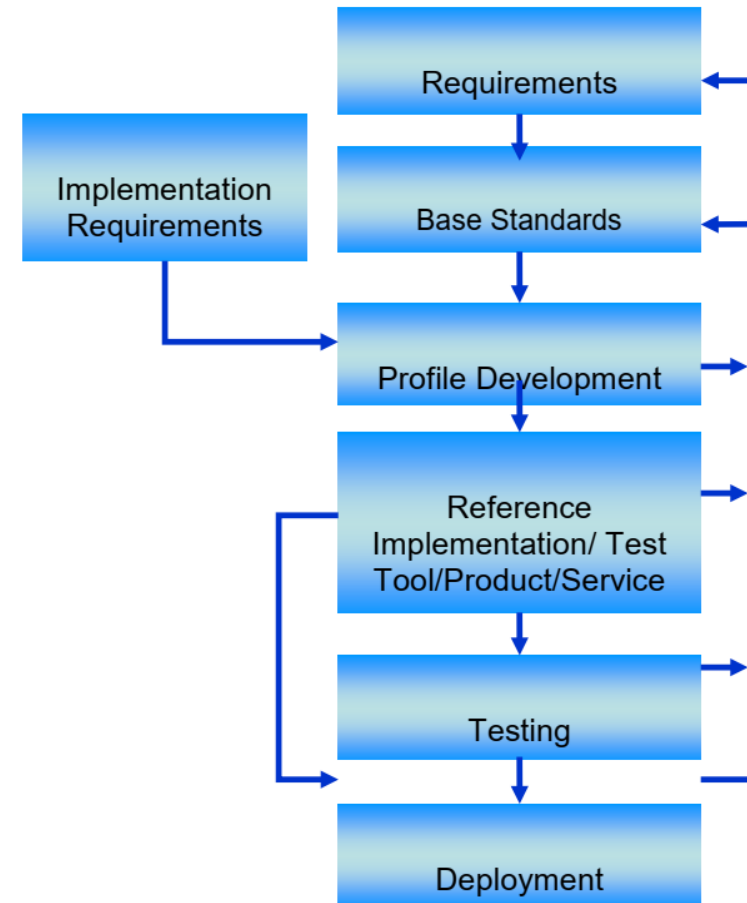 Requirements
Implementation
Requirements
Base Standards
Profile Development
Reference
Implementation/ Test
Tool/Product/Service
Testing
Deployment